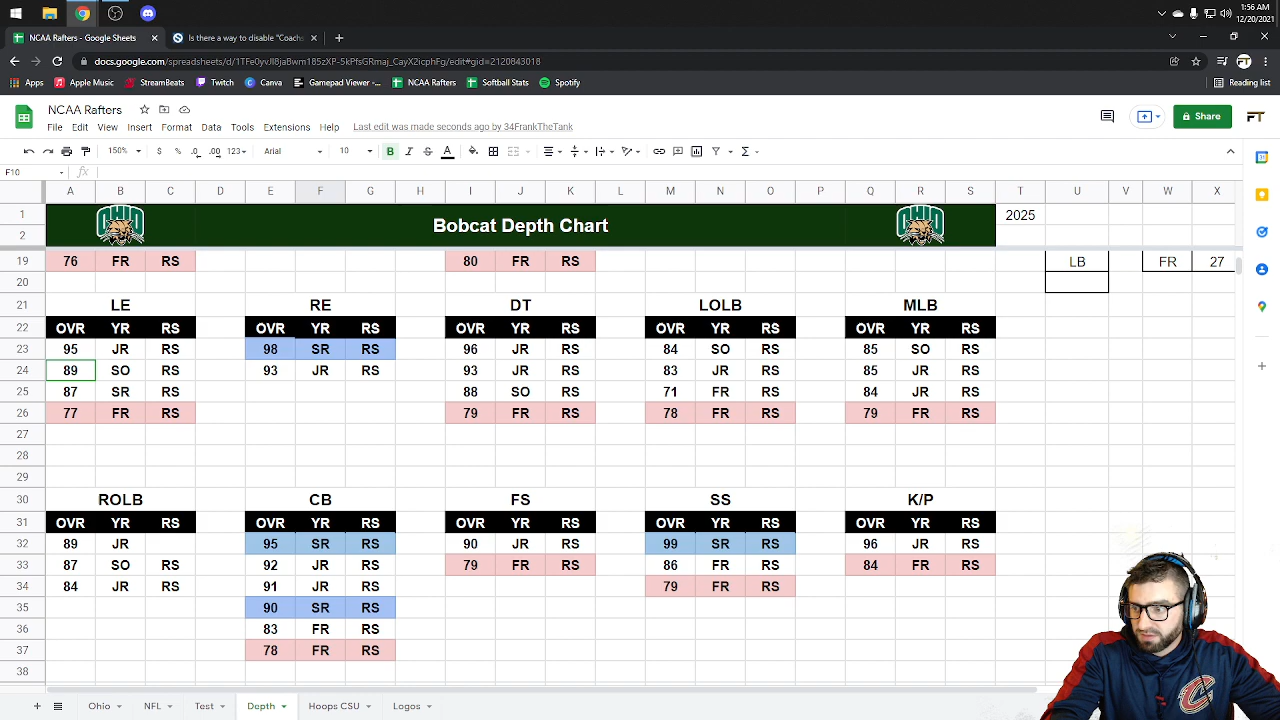 1:56 AM
12/20/2021
NCAA Rafters - Google Sheets
Is there a way to disable "Coach
docs.google.com/spreadsheets/d/1TFe0yvJl8jaBwm185zXP-5kPfsGRmaj_CayX2icphFg/edit#gid=2120843018
Apps Apple Music StreamBeats Twitch Canva Gamepad Viewer -... NCAA Rafters Softball Stats Spotify Reading list
NCAA Rafters
File Edit View Insert Format Data Tools Extensions Help Last edit was made seconds ago by 34FrankTheTank
Share
FT
150% $ % .0 .00 123 Arial 10 B I S A
F10 fx
A B C D E F G H I J K L M N O P Q R S T U V W X
1 OHIO Bobcat Depth Chart OHIO 2025
2
19 76 FR RS 80 FR RS LB FR 27
20
21 LE RE DT LOLB MLB
22 OVR YR RS OVR YR RS OVR YR RS OVR YR RS OVR YR RS
23 95 JR RS 98 SR RS 96 JR RS 84 SO RS 85 SO RS
24 89 SO RS 93 JR RS 93 JR RS 83 JR RS 85 JR RS
25 87 SR RS 88 SO RS 71 FR RS 84 JR RS
26 77 FR RS 79 FR RS 78 FR RS 79 FR RS
27
28
29
30 ROLB CB FS SS K/P
31 OVR YR RS OVR YR RS OVR YR RS OVR YR RS OVR YR RS
32 89 JR 95 SR RS 90 JR RS 99 SR RS 96 JR RS
33 87 SO RS 92 JR RS 79 FR RS 86 FR RS 84 FR RS
34 84 JR RS 91 JR RS 79 FR RS
35 90 SR RS
36 83 FR RS
37 78 FR RS
38
Ohio NFL Test Depth Hoops CSU Logos
C